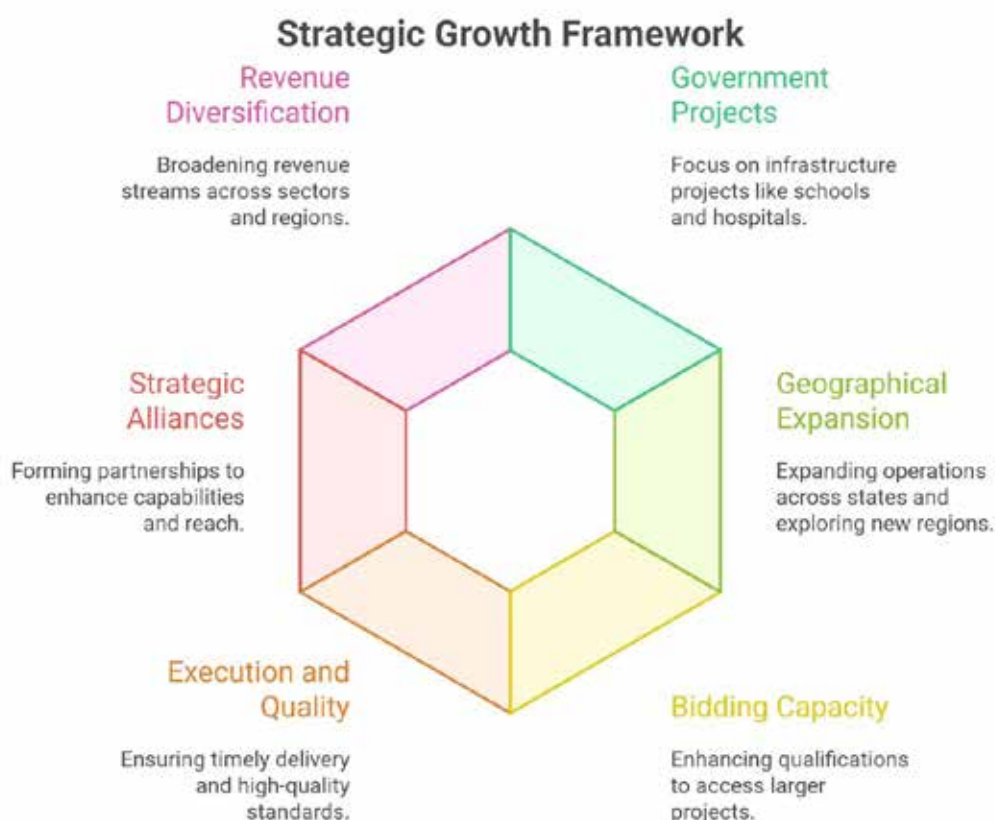 Strategic Growth Framework
Revenue
Diversification
Broadening revenue
streams across sectors
and regions.
Government
Projects
Focus on infrastructure
projects like schools
and hospitals.
Strategic
Alliances
Forming partnerships to
enhance capabilities
and reach.
Geographical
Expansion
Expanding operations
across states and
exploring new regions.
Execution and
Quality
Ensuring timely delivery
and high-quality
standards.
Bidding Capacity
Enhancing qualifications
to access larger
projects.